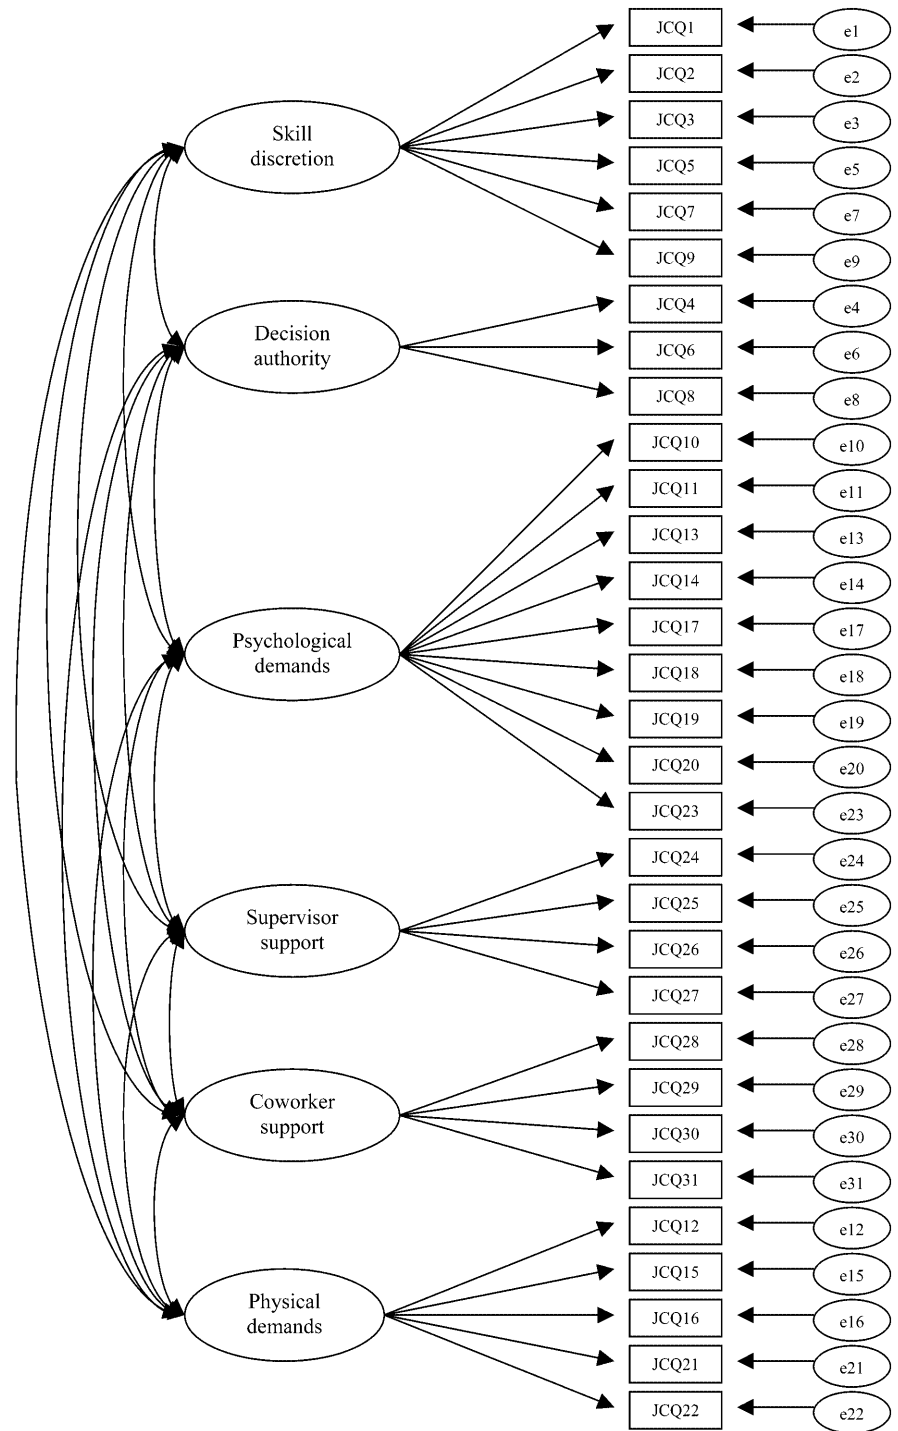 JCQ1
e1
JCQ2
e2
JCQ3
e3
Skill
discretion
JCQ5
e5
JCQ7
e7
JCQ9
e9
JCQ4
e4
Decision
authority
JCQ6
e6
JCQ8
e8
JCQ10
e10
JCQ11
e11
JCQ13
e13
JCQ14
e14
JCQ17
e17
Psychological
demands
JCQ18
e18
JCQ19
e19
JCQ20
e20
JCQ23
e23
JCQ24
e24
JCQ25
e25
Supervisor
support
JCQ26
e26
JCQ27
e27
JCQ28
e28
JCQ29
e29
Coworker
support
JCQ30
e30
JCQ31
e31
JCQ12
e12
JCQ15
e15
Physical
demands
JCQ16
e16
JCQ21
e21
JCQ22
e22